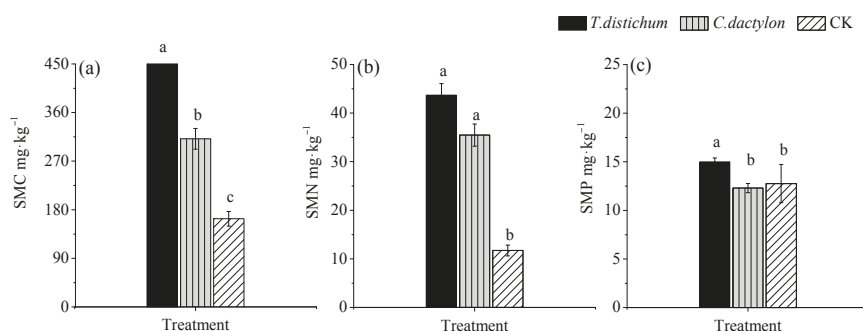 T.distichum C.dactylon CK
(a)
SMC mg·kg⁻¹
450
360
270
180
90
0
a
b
c
Treatment
(b)
SMN mg·kg⁻¹
50
40
30
20
10
0
a
a
b
Treatment
(c)
SMP mg·kg⁻¹
25
20
15
10
5
0
a
b
b
Treatment